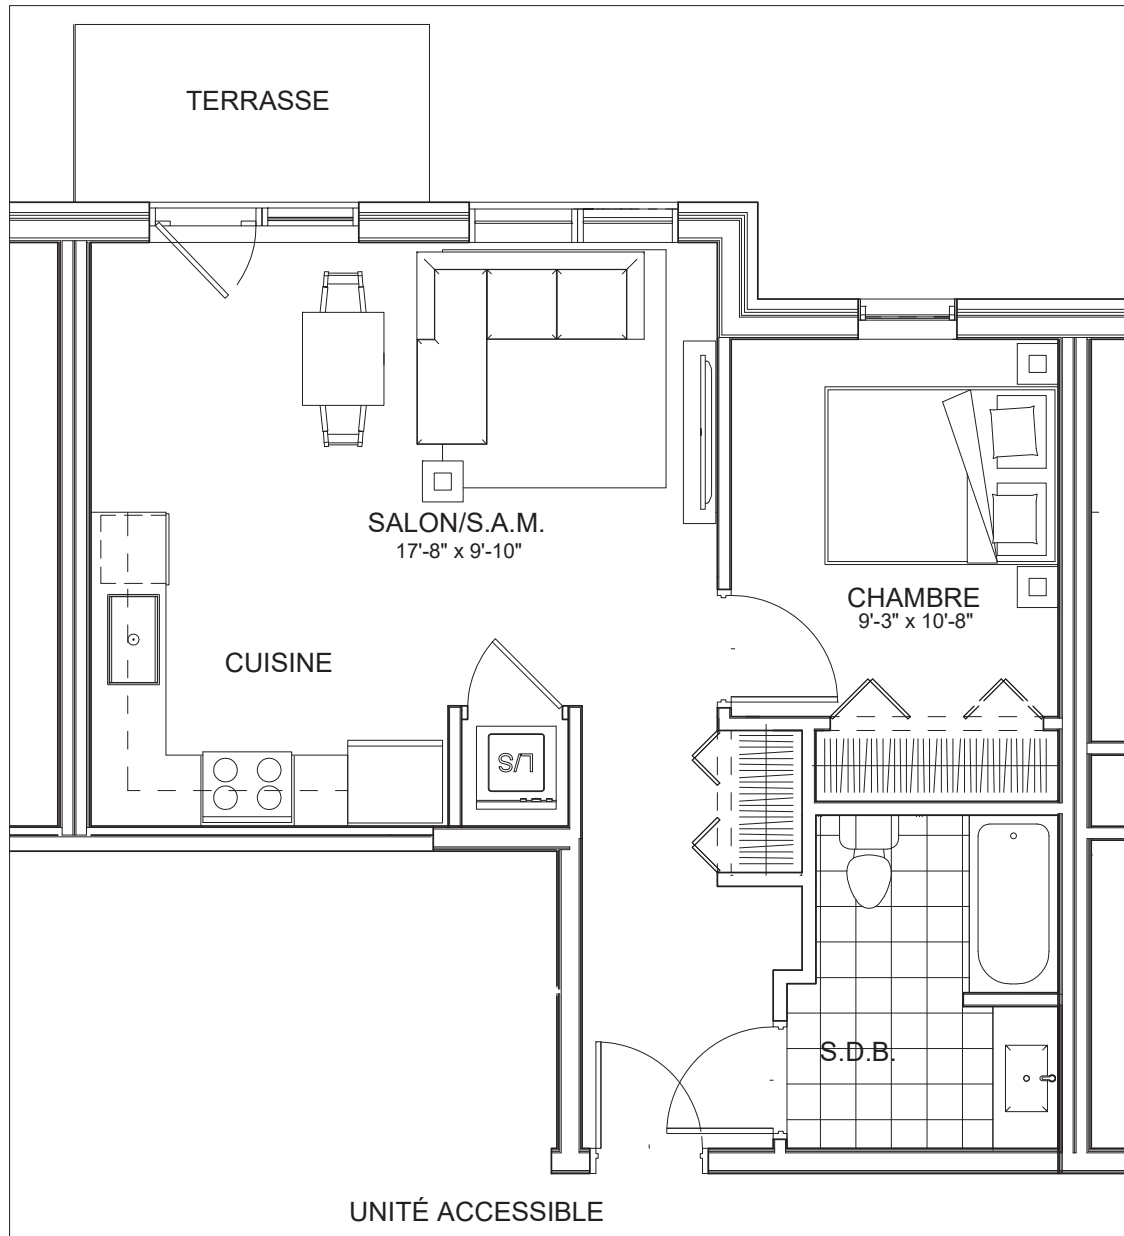 TERRASSE
SALON/S.A.M.
17'-8" x 9'-10"
CHAMBRE
9'-3" x 10'-8"
CUISINE
L/S
S.D.B.
UNITÉ ACCESSIBLE